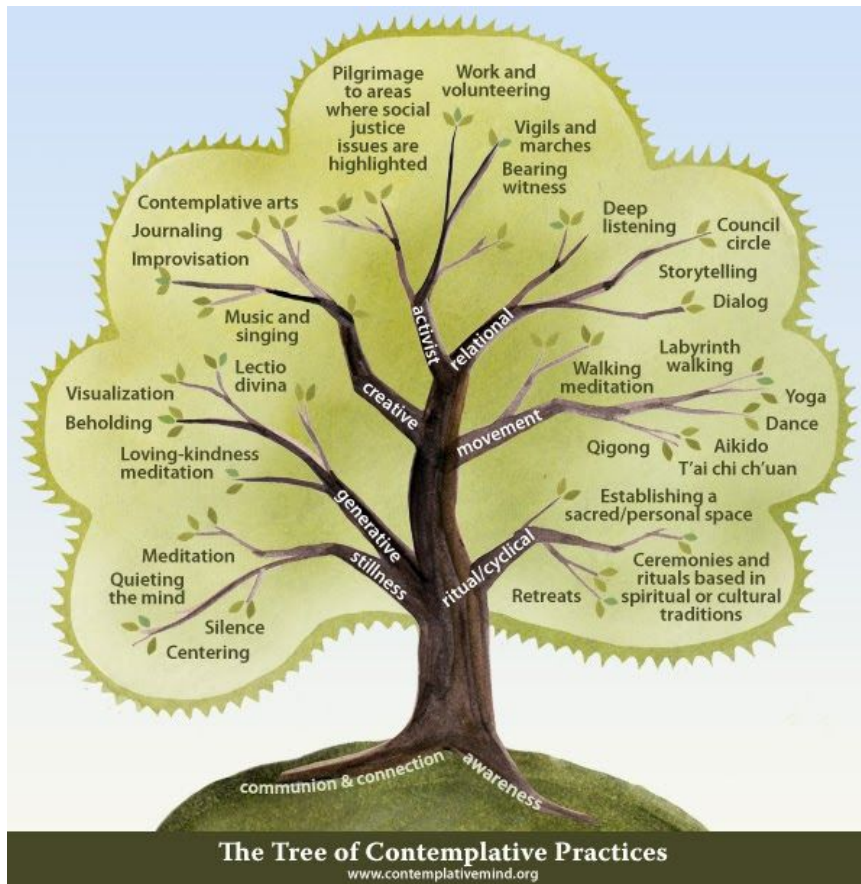 Pilgrimage
to areas
where social
justice
issues are
highlighted
Work and
volunteering
Vigils and
marches
Bearing
witness
Contemplative arts
Journaling
Improvisation
Music and
singing
Deep
listening
Council
circle
Storytelling
Dialog
activist
relational
Lectio
divina
Visualization
Beholding
Loving-kindness
meditation
creative
movement
Walking
meditation
Labyrinth
walking
Yoga
Dance
Qigong
Aikido
T'ai chi ch'uan
generative
stillness
ritual/cyclical
Meditation
Quieting
the mind
Silence
Centering
Establishing a
sacred/personal space
Retreats
Ceremonies and
rituals based in
spiritual or cultural
traditions
communion & connection
awareness
The Tree of Contemplative Practices
www.contemplativemind.org